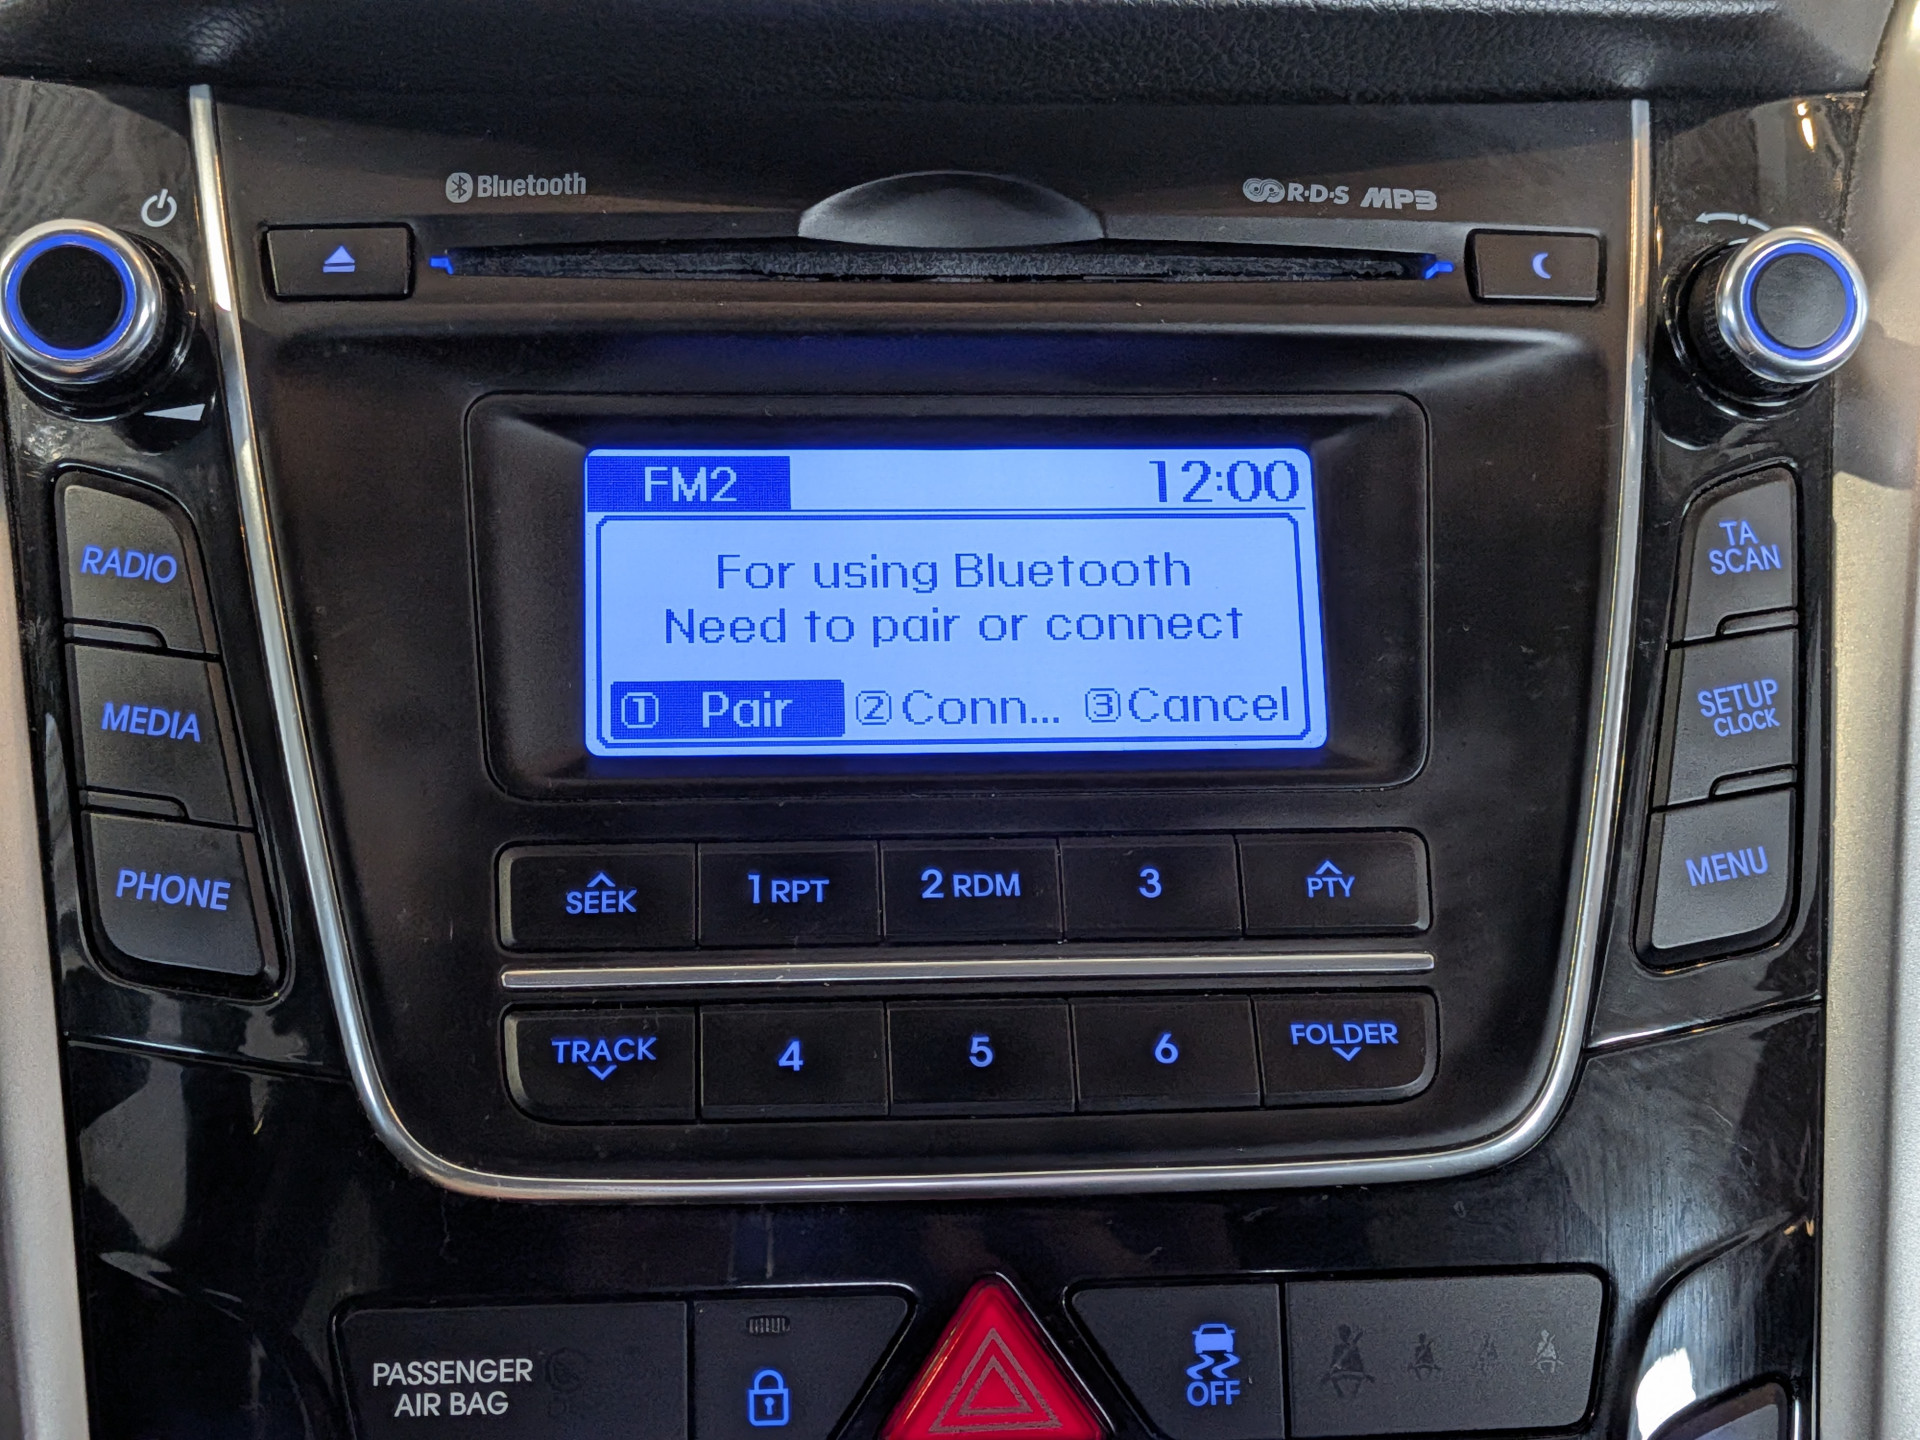 Bluetooth
R·D·S MP3
FM2 12:00
For using Bluetooth
Need to pair or connect
1 Pair 2 Conn... 3 Cancel
RADIO
MEDIA
PHONE
TA
SCAN
SETUP
CLOCK
MENU
SEEK 1 RPT 2 RDM 3 PTY
TRACK 4 5 6 FOLDER
PASSENGER
AIR BAG
OFF